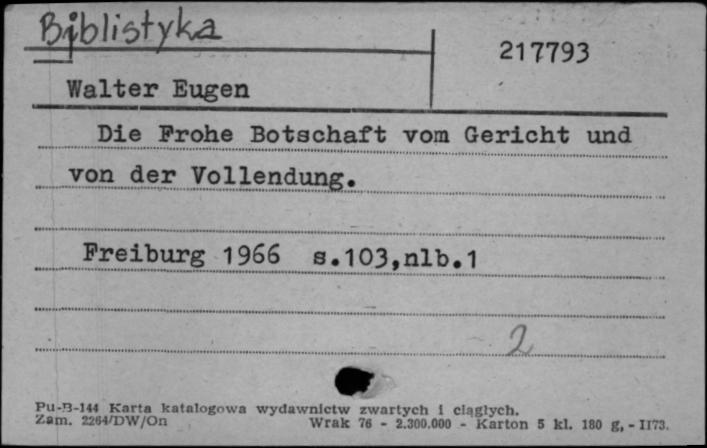 Biblistyka
217793
Walter Eugen
Die Frohe Botschaft vom Gericht und
von der Vollendung.
Freiburg 1966 s.103,nlb.1
2
Pu-B-144 Karta katalogowa wydawnictw zwartych i ciągłych.
Zam. 2264/DW/On Wrak 76 - 2.300.000 - Karton 5 kl. 180 g, - II73.